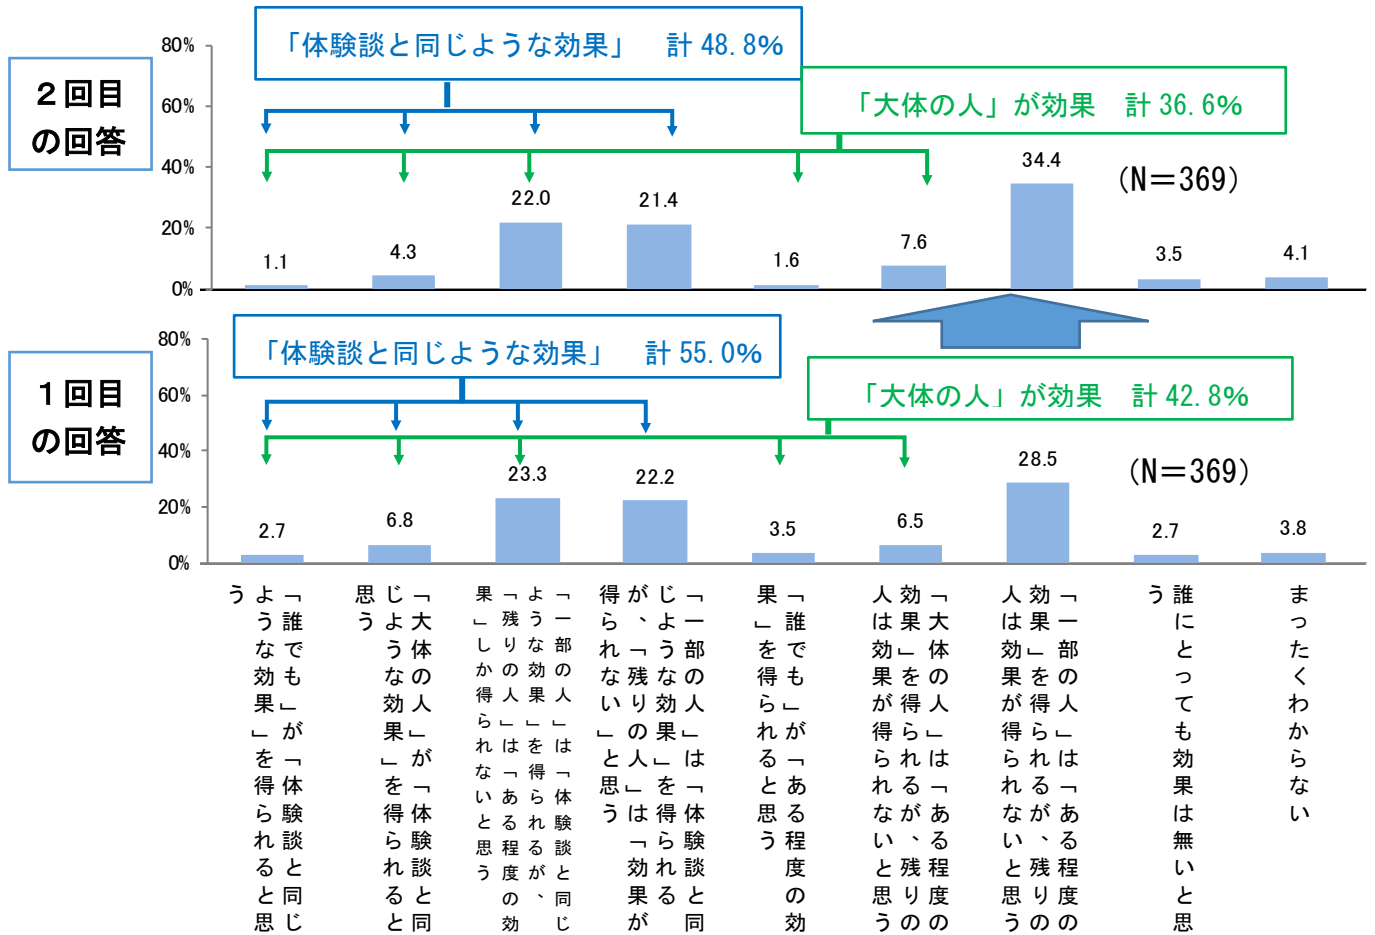 ２回目
の回答
「体験談と同じような効果」　計 48.8%
「大体の人」が効果　計 36.6%
(N＝369)
80%
60%
40%
20%
0%
1.1
4.3
22.0
21.4
1.6
7.6
34.4
3.5
4.1
１回目
の回答
「体験談と同じような効果」　計 55.0%
「大体の人」が効果　計 42.8%
(N＝369)
80%
60%
40%
20%
0%
2.7
6.8
23.3
22.2
3.5
6.5
28.5
2.7
3.8
「誰でも」が「体験談と同じ
ような効果」を得られると思
う
「大体の人」が「体験談と同
じような効果」を得られると
思う
「一部の人」は「体験談と同じ
ような効果」を得られるが、
「残りの人」は「ある程度の効
果」しか得られないと思う
「一部の人」は「体験談と同
じような効果」を得られる
が、「残りの人」は「効果が
得られない」と思う
「誰でも」が「ある程度の効
果」を得られると思う
「大体の人」は「ある程度の
効果」を得られるが、残りの
人は効果が得られないと思う
「一部の人」は「ある程度の
効果」を得られるが、残りの
人は効果が得られないと思う
誰にとっても効果は無いと思
う
まったくわからない